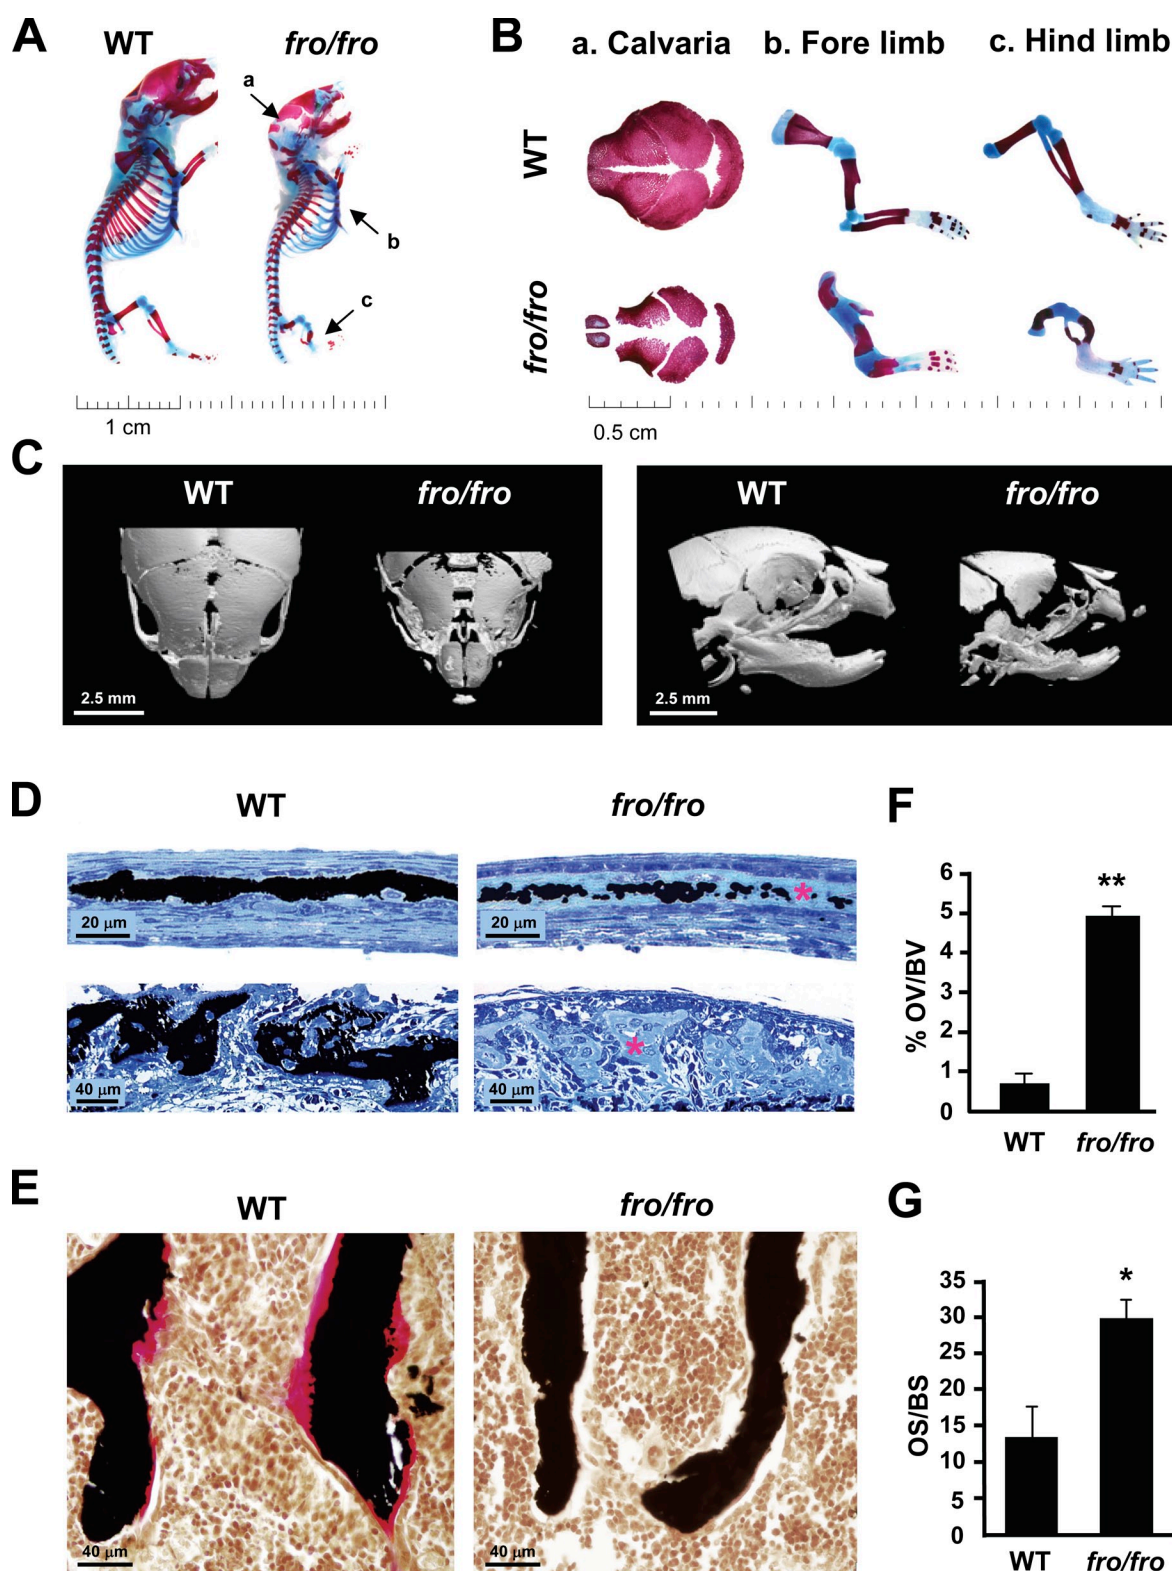 A
WT
fro/fro
a
b
c
1 cm
B
a. Calvaria
b. Fore limb
c. Hind limb
WT
fro/fro
0.5 cm
C
WT
fro/fro
2.5 mm
WT
fro/fro
2.5 mm
D
WT
fro/fro
20 μm
20 μm
40 μm
40 μm
*
*
F
% OV/BV
6
5
4
3
2
1
0
**
WT
fro/fro
E
WT
fro/fro
40 μm
40 μm
G
OS/BS
35
30
25
20
15
10
5
0
*
WT
fro/fro